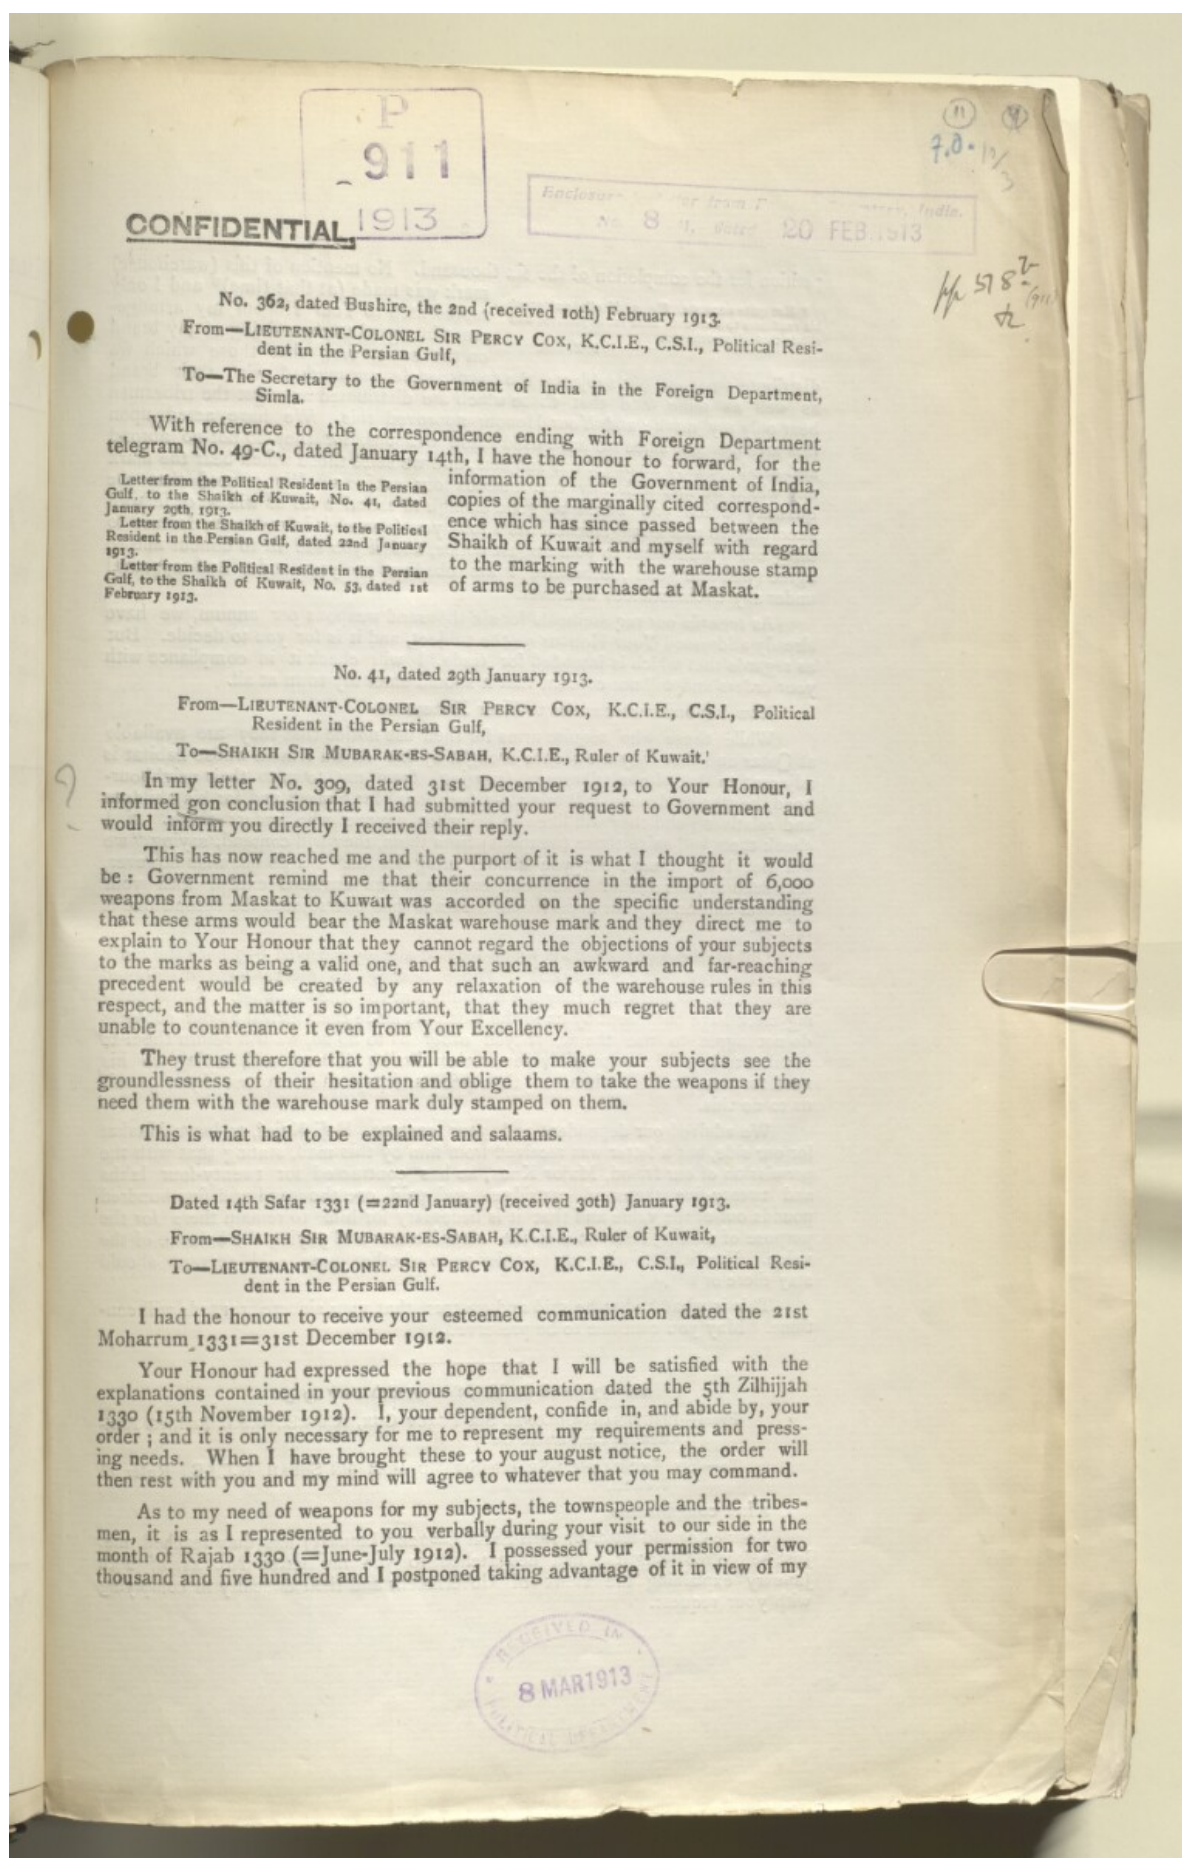 P
911
1913
11
7.0. 12/3
Enclosure from India.
No. 8 M, dated 20 FEB. 1913
CONFIDENTIAL.
578
(911)
No. 362, dated Bushire, the 2nd (received 10th) February 1913.
From—LIEUTENANT-COLONEL SIR PERCY COX, K.C.I.E., C.S.I., Political Resi-
dent in the Persian Gulf,
To—The Secretary to the Government of India in the Foreign Department,
Simla.
With reference to the correspondence ending with Foreign Department
telegram No. 49-C., dated January 14th, I have the honour to forward, for the
Letter from the Political Resident in the Persian
Gulf, to the Shaikh of Kuwait, No. 41, dated
January 29th, 1913.
Letter from the Shaikh of Kuwait, to the Political
Resident in the Persian Gulf, dated 22nd January
1913.
Letter from the Political Resident in the Persian
Gulf, to the Shaikh of Kuwait, No. 53, dated 1st
February 1913.
information of the Government of India,
copies of the marginally cited correspond-
ence which has since passed between the
Shaikh of Kuwait and myself with regard
to the marking with the warehouse stamp
of arms to be purchased at Maskat.
No. 41, dated 29th January 1913.
From—LIEUTENANT-COLONEL SIR PERCY COX, K.C.I.E., C.S.I., Political
Resident in the Persian Gulf,
To—SHAIKH SIR MUBARAK-ES-SABAH, K.C.I.E., Ruler of Kuwait.'
?
In my letter No. 309, dated 31st December 1912, to Your Honour, I
informed gon conclusion that I had submitted your request to Government and
would inform you directly I received their reply.
This has now reached me and the purport of it is what I thought it would
be : Government remind me that their concurrence in the import of 6,000
weapons from Maskat to Kuwait was accorded on the specific understanding
that these arms would bear the Maskat warehouse mark and they direct me to
explain to Your Honour that they cannot regard the objections of your subjects
to the marks as being a valid one, and that such an awkward and far-reaching
precedent would be created by any relaxation of the warehouse rules in this
respect, and the matter is so important, that they much regret that they are
unable to countenance it even from Your Excellency.
They trust therefore that you will be able to make your subjects see the
groundlessness of their hesitation and oblige them to take the weapons if they
need them with the warehouse mark duly stamped on them.
This is what had to be explained and salaams.
Dated 14th Safar 1331 (=22nd January) (received 30th) January 1913.
From—SHAIKH SIR MUBARAK-ES-SABAH, K.C.I.E., Ruler of Kuwait,
To—LIEUTENANT-COLONEL SIR PERCY COX, K.C.I.E., C.S.I., Political Resi-
dent in the Persian Gulf.
I had the honour to receive your esteemed communication dated the 21st
Moharrum 1331=31st December 1912.
Your Honour had expressed the hope that I will be satisfied with the
explanations contained in your previous communication dated the 5th Zilhijjah
1330 (15th November 1912). I, your dependent, confide in, and abide by, your
order ; and it is only necessary for me to represent my requirements and press-
ing needs. When I have brought these to your august notice, the order will
then rest with you and my mind will agree to whatever that you may command.
As to my need of weapons for my subjects, the townspeople and the tribes-
men, it is as I represented to you verbally during your visit to our side in the
month of Rajab 1330 (=June-July 1912). I possessed your permission for two
thousand and five hundred and I postponed taking advantage of it in view of my
RECEIVED IN
8 MAR 1913
POLITICAL DEPARTMENT